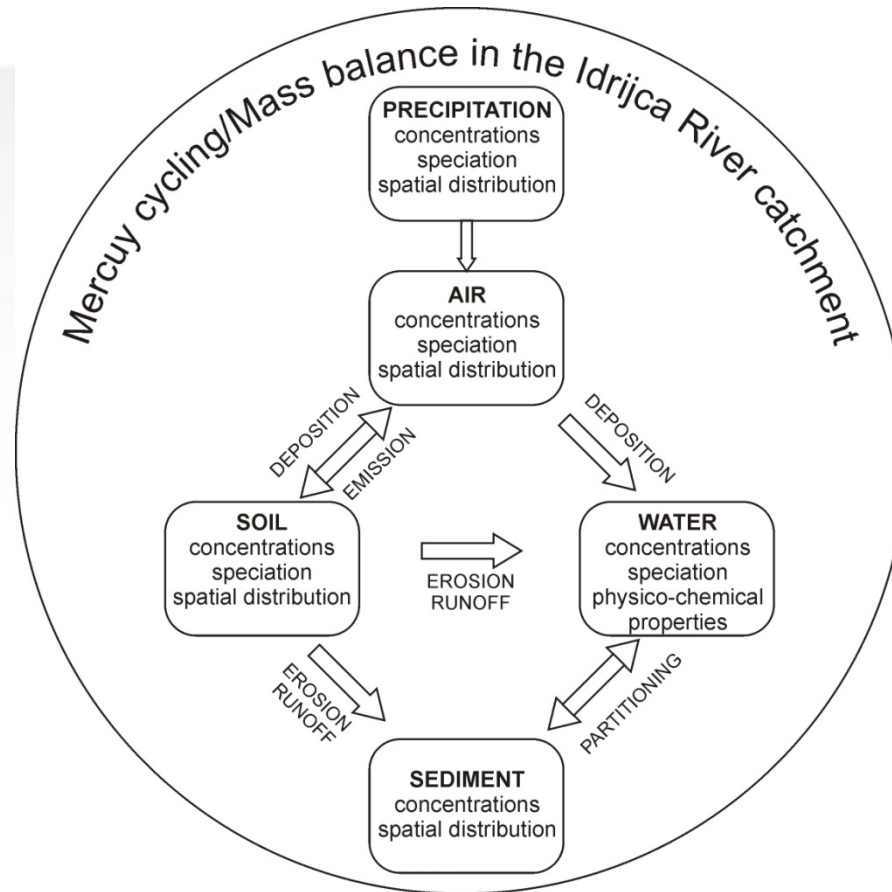 Mercuy cycling/Mass balance in the Idrijca River catchment
PRECIPITATION
concentrations
speciation
spatial distribution
AIR
concentrations
speciation
spatial distribution
DEPOSITION
EMISSION
DEPOSITION
SOIL
concentrations
speciation
spatial distribution
EROSION
RUNOFF
WATER
concentrations
speciation
physico-chemical
properties
EROSION
RUNOFF
PARTITIONING
SEDIMENT
concentrations
spatial distribution